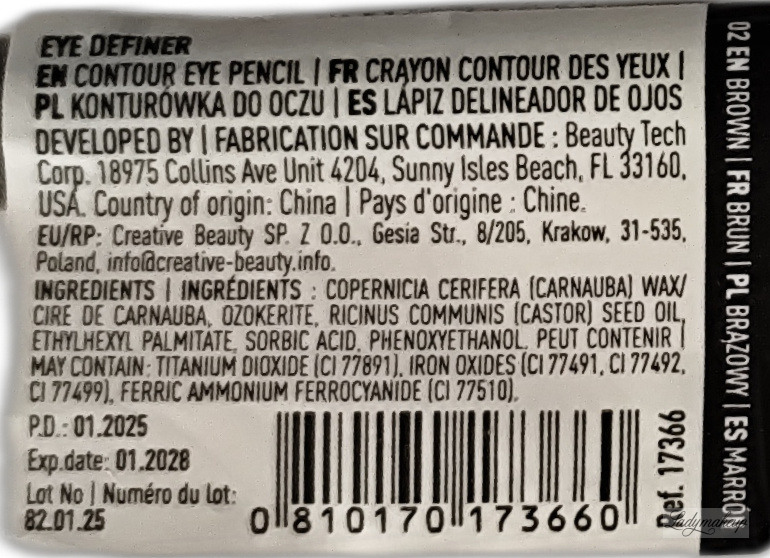 EYE DEFINER
EN CONTOUR EYE PENCIL | FR CRAYON CONTOUR DES YEUX |
PL KONTURÓWKA DO OCZU | ES LÁPIZ DELINEADOR DE OJOS
DEVELOPED BY | FABRICATION SUR COMMANDE : Beauty Tech
Corp. 18975 Collins Ave Unit 4204, Sunny Isles Beach, FL 33160,
USA. Country of origin: China | Pays d'origine : Chine.
EU/RP: Creative Beauty SP. Z O.O., Gesia Str., 8/205, Krakow, 31-535,
Poland, info@creative-beauty.info.
INGREDIENTS | INGRÉDIENTS : COPERNICIA CERIFERA (CARNAUBA) WAX/
CIRE DE CARNAUBA, OZOKERITE, RICINUS COMMUNIS (CASTOR) SEED OIL,
ETHYLHEXYL PALMITATE, SORBIC ACID, PHENOXYETHANOL. PEUT CONTENIR |
MAY CONTAIN: TITANIUM DIOXIDE (CI 77891), IRON OXIDES (CI 77491, CI 77492,
CI 77499), FERRIC AMMONIUM FERROCYANIDE (CI 77510).
P.D.: 01.2025
Exp.date: 01.2028
Lot No | Numéro du lot:
82.01.25
0 810170 173660
Ref. 17366
02 EN BROWN | FR BRUN | PL BRĄZOWY | ES MARRÓ
Ladymakeup